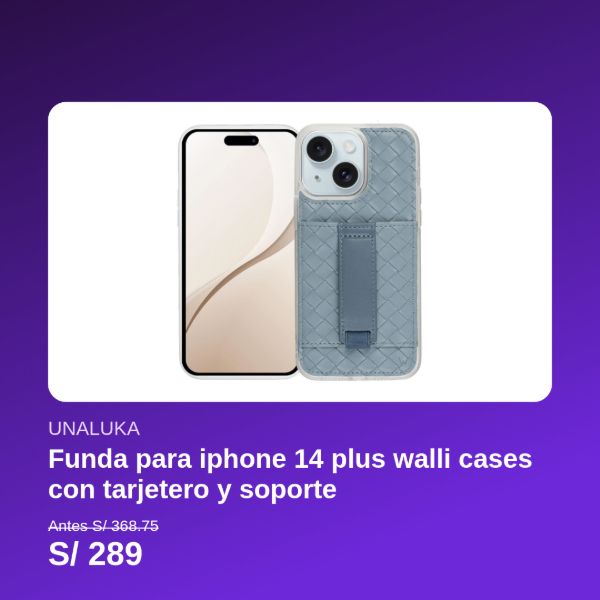 UNALUKA
Funda para iphone 14 plus walli cases
con tarjetero y soporte
Antes S/ 368.75
S/ 289